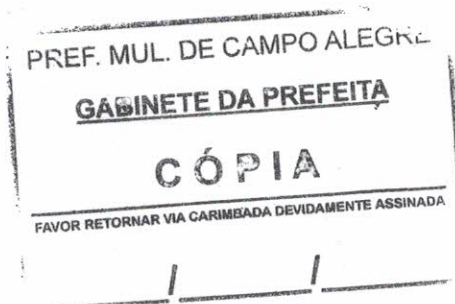 PREF. MUL. DE CAMPO ALEGRE
GABINETE DA PREFEITA
CÓPIA
FAVOR RETORNAR VIA CARIMBADA DEVIDAMENTE ASSINADA
/ /